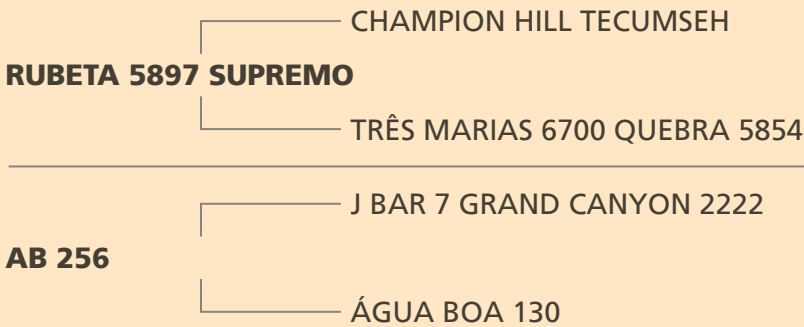 CHAMPION HILL TECUMSEH
RUBETA 5897 SUPREMO
TRÊS MARIAS 6700 QUEBRA 5854
J BAR 7 GRAND CANYON 2222
AB 256
ÁGUA BOA 130